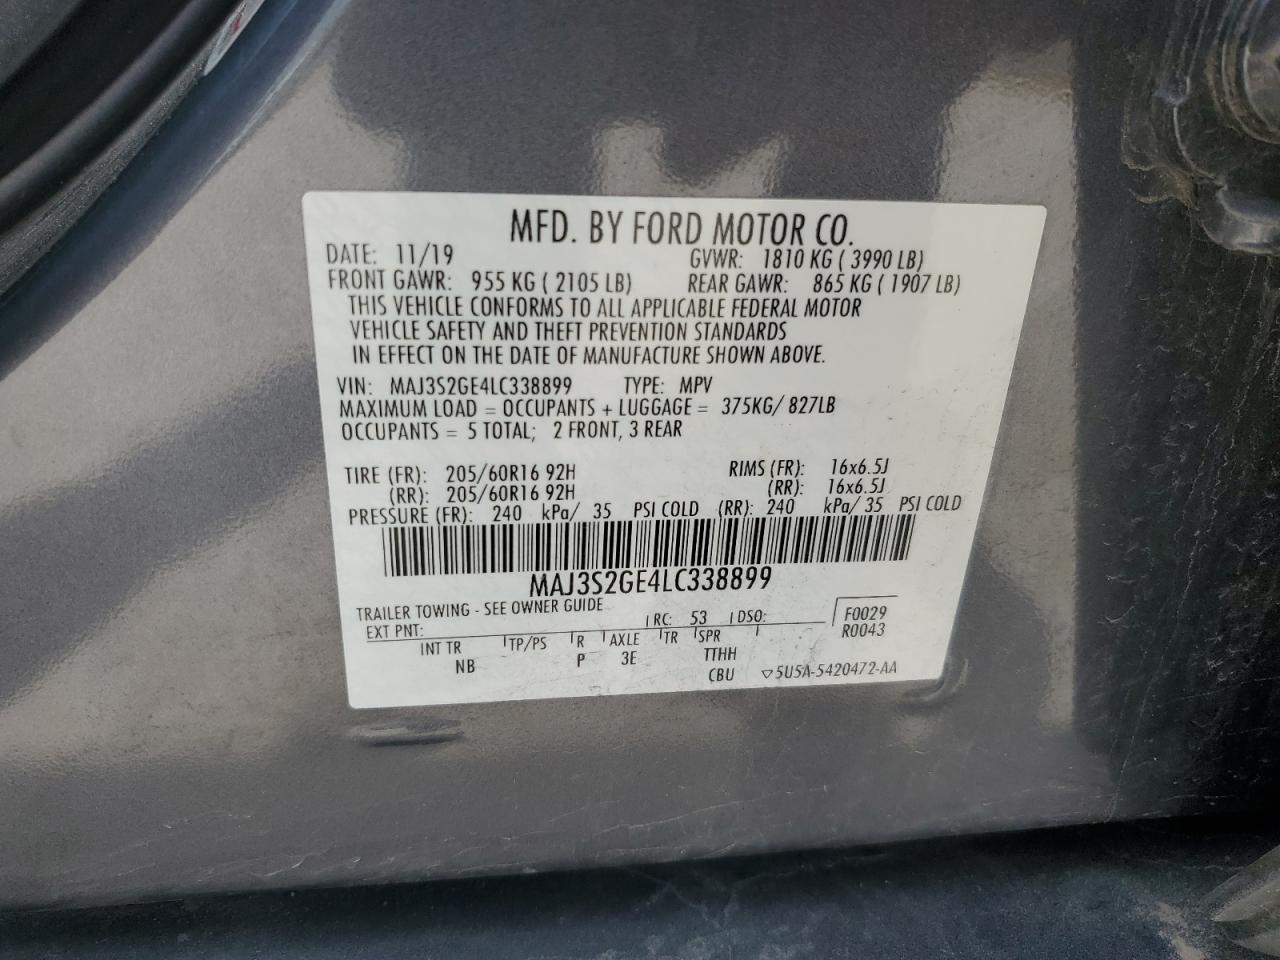 MFD. BY FORD MOTOR CO.
DATE: 11/19 GVWR: 1810 KG ( 3990 LB)
FRONT GAWR: 955 KG ( 2105 LB) REAR GAWR: 865 KG ( 1907 LB)
THIS VEHICLE CONFORMS TO ALL APPLICABLE FEDERAL MOTOR
VEHICLE SAFETY AND THEFT PREVENTION STANDARDS
IN EFFECT ON THE DATE OF MANUFACTURE SHOWN ABOVE.
VIN: MAJ3S2GE4LC338899 TYPE: MPV
MAXIMUM LOAD = OCCUPANTS + LUGGAGE = 375KG/ 827LB
OCCUPANTS = 5 TOTAL; 2 FRONT, 3 REAR
TIRE (FR): 205/60R16 92H RIMS (FR): 16x6.5J
(RR): 205/60R16 92H (RR): 16x6.5J
PRESSURE (FR): 240 kPa/ 35 PSI COLD (RR): 240 kPa/ 35 PSI COLD
MAJ3S2GE4LC338899
TRAILER TOWING - SEE OWNER GUIDE
EXT PNT: RC: 53 DSO: F0029
R0043
INT TR TP/PS R AXLE TR SPR
NB P 3E TTHH
CBU ▽5U5A-5420472-AA